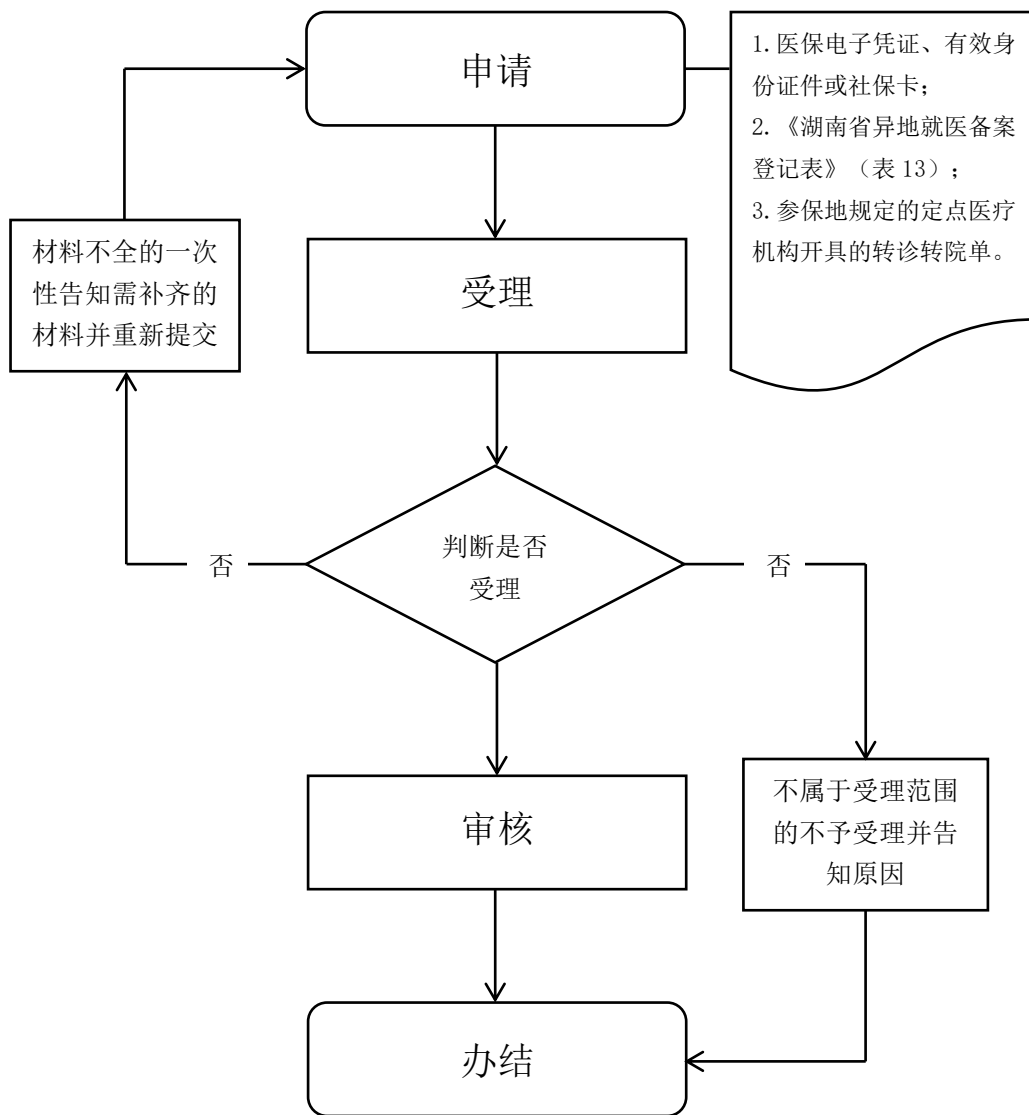 申请
1.医保电子凭证、有效身
份证件或社保卡；
2.《湖南省异地就医备案
登记表》（表 13）；
3.参保地规定的定点医疗
机构开具的转诊转院单。
材料不全的一次
性告知需补齐的
材料并重新提交
受理
否
判断是否
受理
否
审核
不属于受理范围
的不予受理并告
知原因
办结